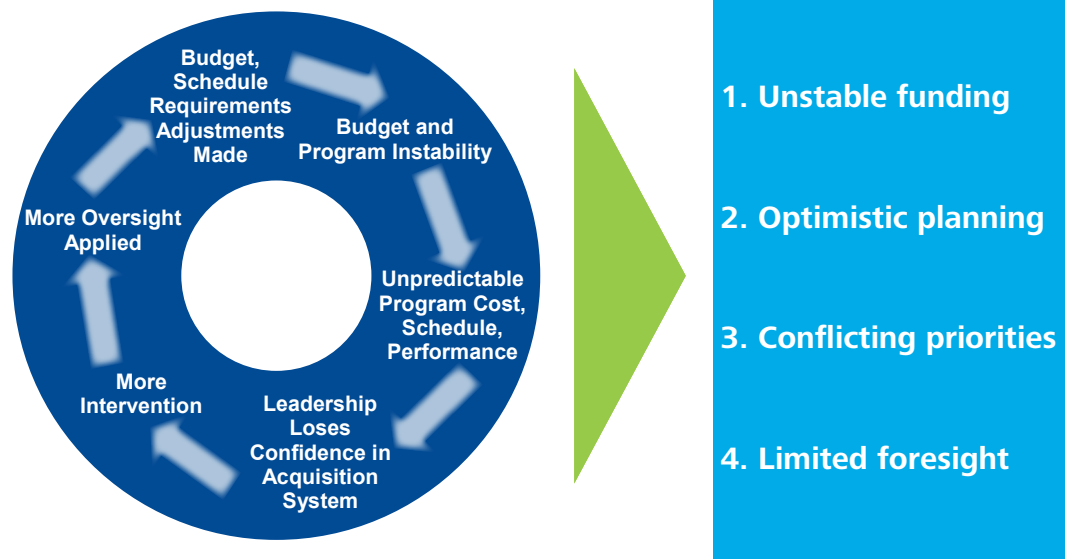 Budget,
Schedule
Requirements
Adjustments
Made
Budget and
Program Instability
Unpredictable
Program Cost,
Schedule,
Performance
Leadership
Loses
Confidence in
Acquisition
System
More
Intervention
More Oversight
Applied
1. Unstable funding
2. Optimistic planning
3. Conflicting priorities
4. Limited foresight